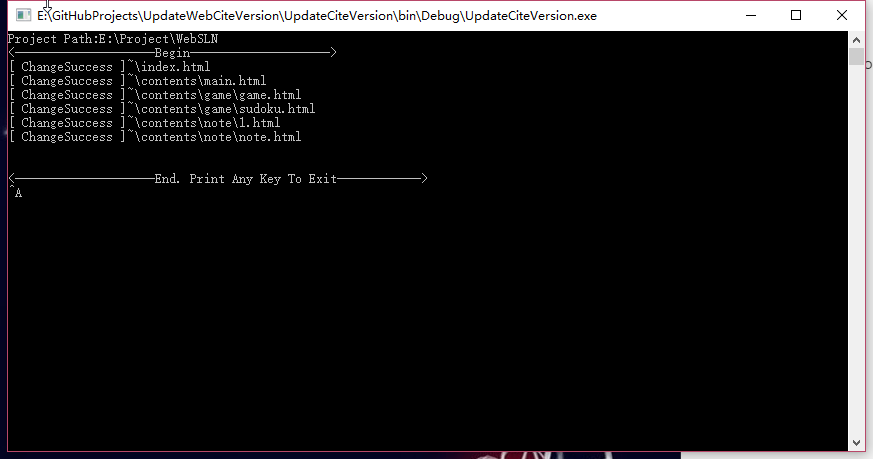 E:\GitHubProjects\UpdateWebCiteVersion\UpdateCiteVersion\bin\Debug\UpdateCiteVersion.exe
Project Path:E:\Project\WebSLN
<————————————Begin————————————>
[ ChangeSuccess ]~\index.html
[ ChangeSuccess ]~\contents\main.html
[ ChangeSuccess ]~\contents\game\game.html
[ ChangeSuccess ]~\contents\game\sudoku.html
[ ChangeSuccess ]~\contents\note\1.html
[ ChangeSuccess ]~\contents\note\note.html
<——————————End. Print Any Key To Exit——————>
^A